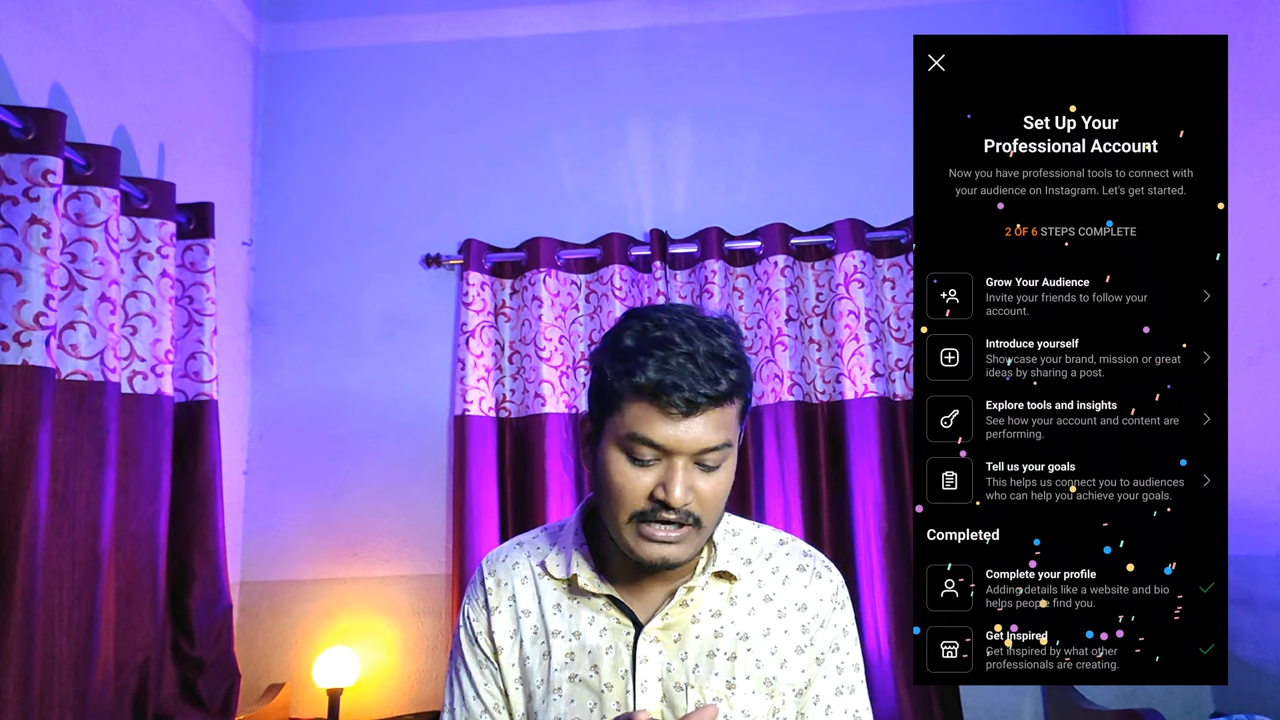 Set Up Your
Professional Account
Now you have professional tools to connect with
your audience on Instagram. Let's get started.
2 OF 6 STEPS COMPLETE
Grow Your Audience
Invite your friends to follow your
account.
Introduce yourself
Showcase your brand, mission or great
ideas by sharing a post.
Explore tools and insights
See how your account and content are
performing.
Tell us your goals
This helps us connect you to audiences
who can help you achieve your goals.
Completed
Complete your profile
Adding details like a website and bio
helps people find you.
Get Inspired
Get inspired by what other
professionals are creating.